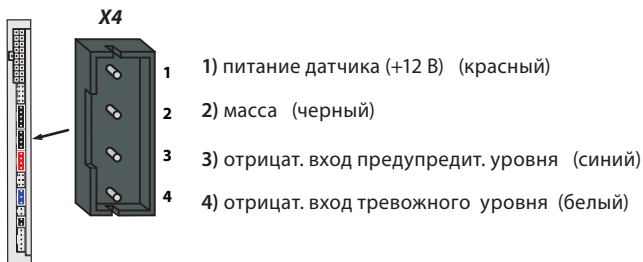 X4
1 1) питание датчика (+12 В) (красный)
2 2) масса (черный)
3 3) отрицат. вход предупредит. уровня (синий)
4 4) отрицат. вход тревожного уровня (белый)